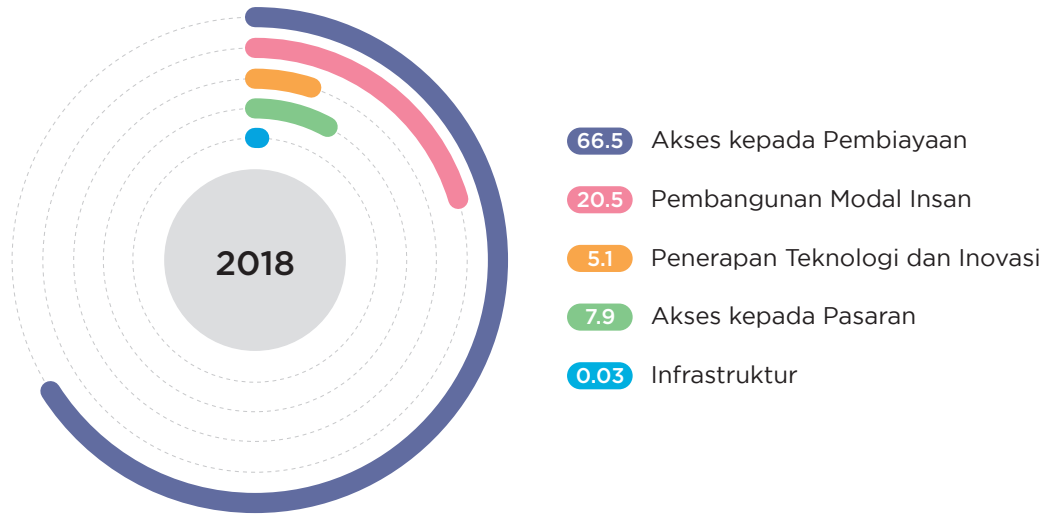 2018
66.5 Akses kepada Pembiayaan
20.5 Pembangunan Modal Insan
5.1 Penerapan Teknologi dan Inovasi
7.9 Akses kepada Pasaran
0.03 Infrastruktur